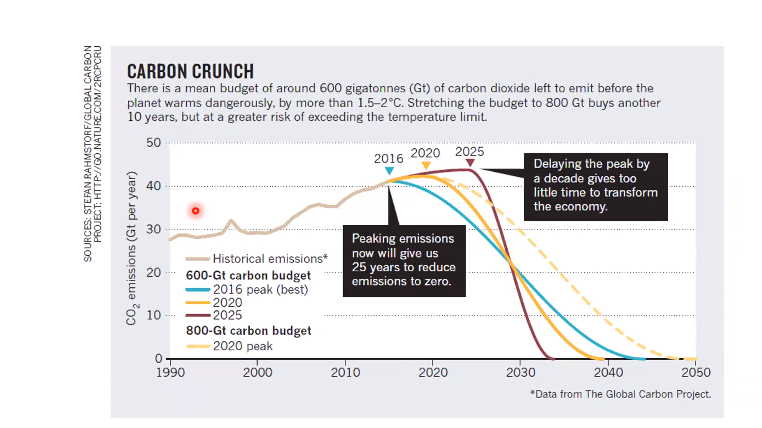 SOURCES: STEFAN RAHMSTORF/GLOBAL CARBON
PROJECT: HTTP://GO.NATURE.COM/2RCPCRU
CARBON CRUNCH
There is a mean budget of around 600 gigatonnes (Gt) of carbon dioxide left to emit before the
planet warms dangerously, by more than 1.5–2°C. Stretching the budget to 800 Gt buys another
10 years, but at a greater risk of exceeding the temperature limit.
CO2 emissions (Gt per year)
50
40
30
20
10
0
2016
2020
2025
Delaying the peak by
a decade gives too
little time to transform
the economy.
Peaking emissions
now will give us
25 years to reduce
emissions to zero.
Historical emissions*
600-Gt carbon budget
2016 peak (best)
2020
2025
800-Gt carbon budget
2020 peak
1990 2000 2010 2020 2030 2040 2050
*Data from The Global Carbon Project.